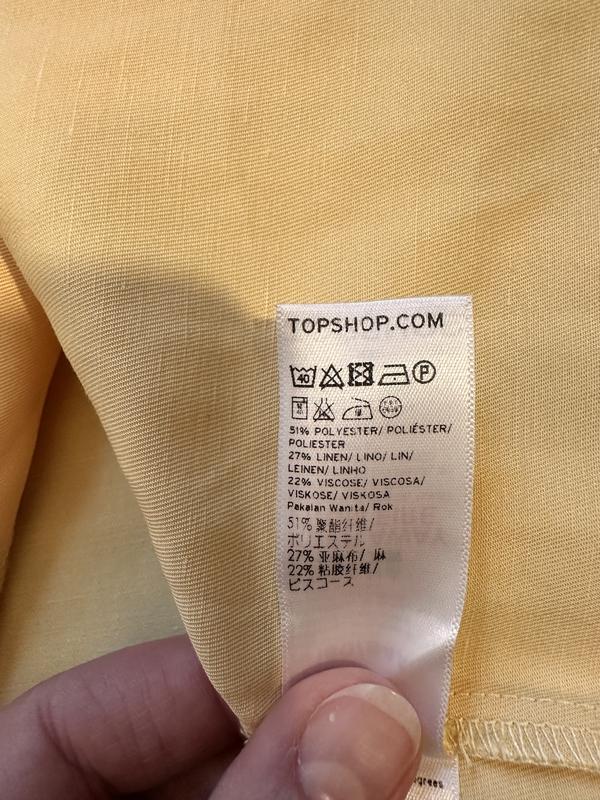 TOPSHOP.COM
40 P
51% POLYESTER/ POLIÉSTER/
POLIESTER
27% LINEN/ LINO/ LIN/
LEINEN/ LINHO
22% VISCOSE/ VISCOSA/
VISKOSE/ VISKOSA
Pakaian Wanita/ Rok
51% 聚酯纤维/
ポリエステル
27% 亚麻布/ 麻
22% 粘胶纤维/
ビスコース